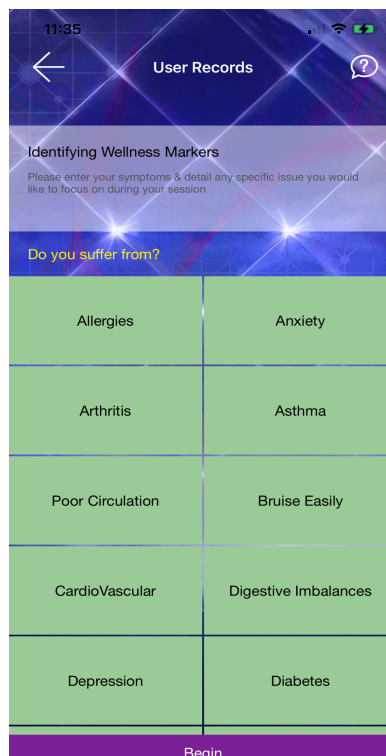 11:35
User Records
Identifying Wellness Markers
Please enter your symptoms & detail any specific issue you would
like to focus on during your session
Do you suffer from?
Allergies
Anxiety
Arthritis
Asthma
Poor Circulation
Bruise Easily
CardioVascular
Digestive Imbalances
Depression
Diabetes
Begin